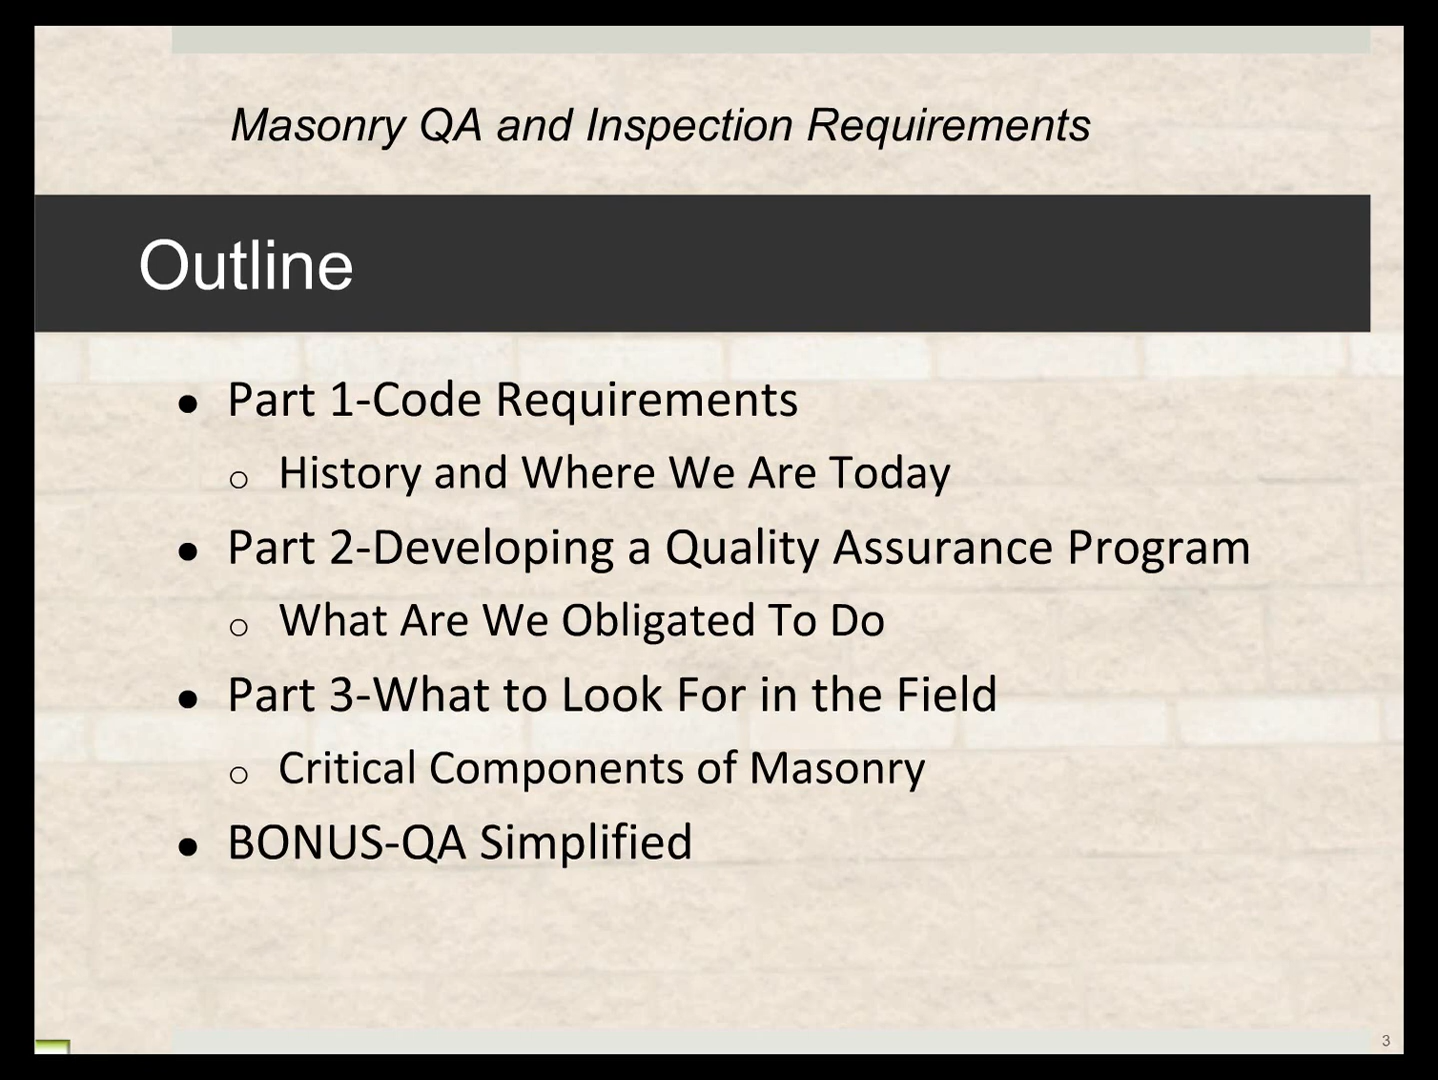 Masonry QA and Inspection Requirements
Outline
● Part 1-Code Requirements
o History and Where We Are Today
● Part 2-Developing a Quality Assurance Program
o What Are We Obligated To Do
● Part 3-What to Look For in the Field
o Critical Components of Masonry
● BONUS-QA Simplified
3